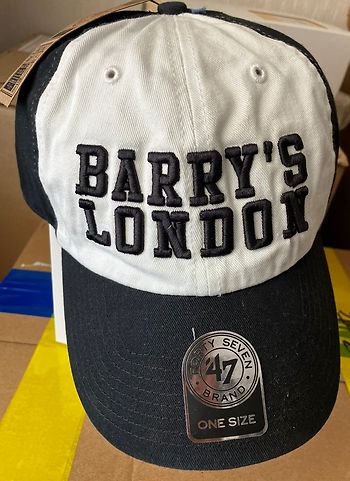 BARRY'S
LONDON
FORTY SEVEN
47
BRAND
ONE SIZE